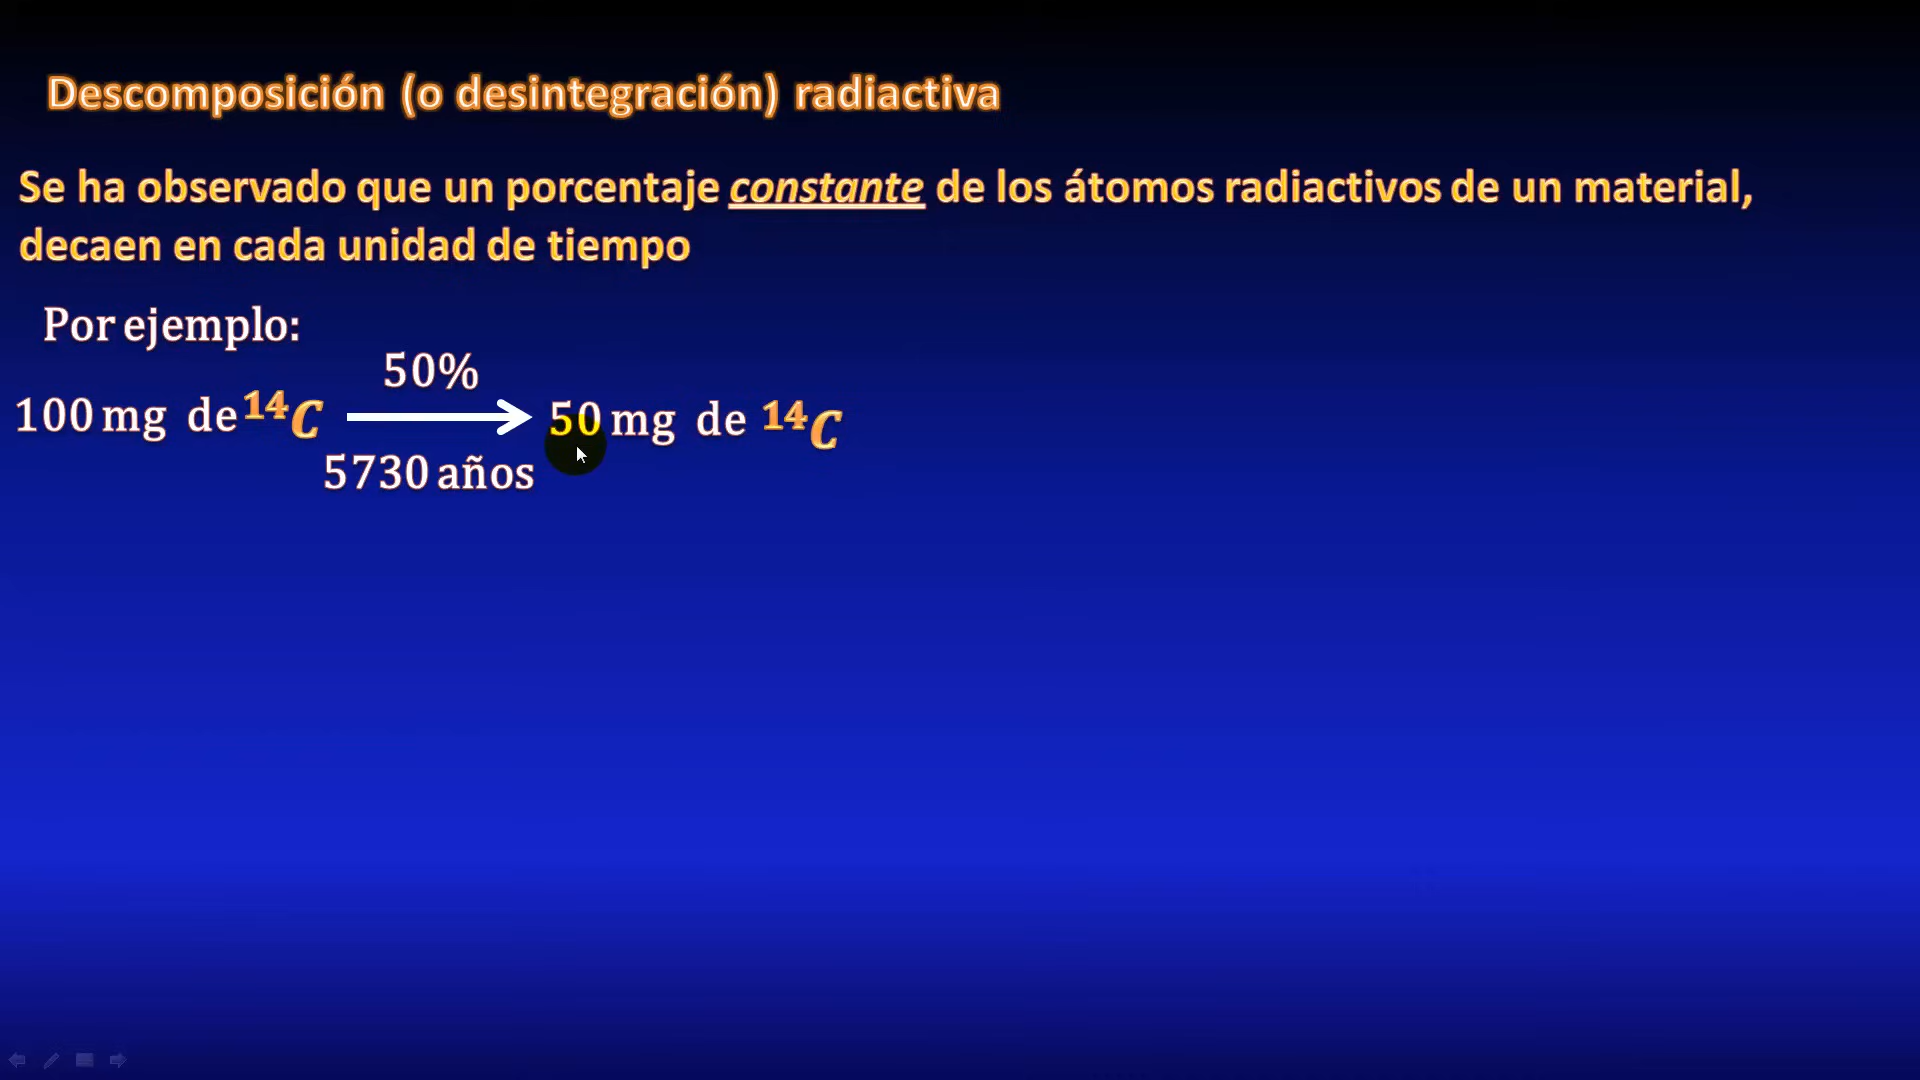 Descomposición (o desintegración) radiactiva
Se ha observado que un porcentaje constante de los átomos radiactivos de un material,
decaen en cada unidad de tiempo
Por ejemplo:
50%
100 mg de ¹⁴C → 50 mg de ¹⁴C
5730 años